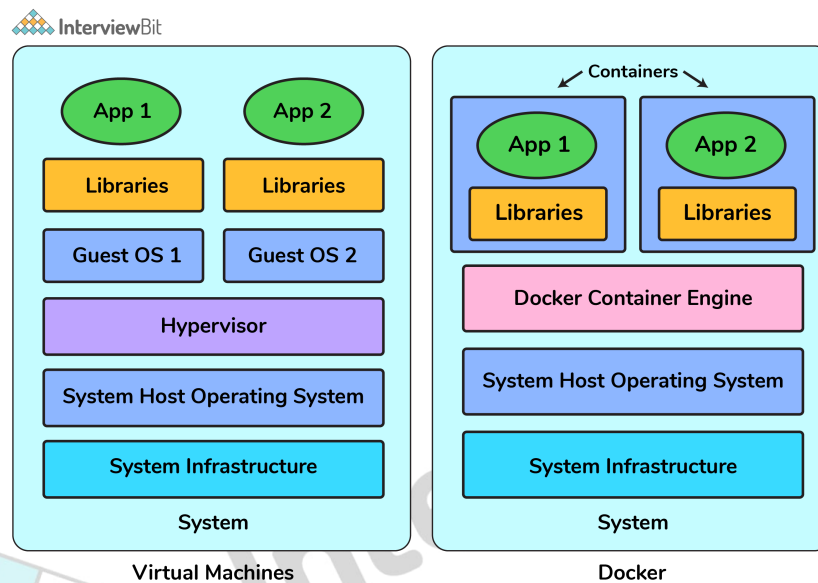 InterviewBit
App 1
App 2
Libraries
Libraries
Guest OS 1
Guest OS 2
Hypervisor
System Host Operating System
System Infrastructure
System
Virtual Machines
Containers
App 1
App 2
Libraries
Libraries
Docker Container Engine
System Host Operating System
System Infrastructure
System
Docker